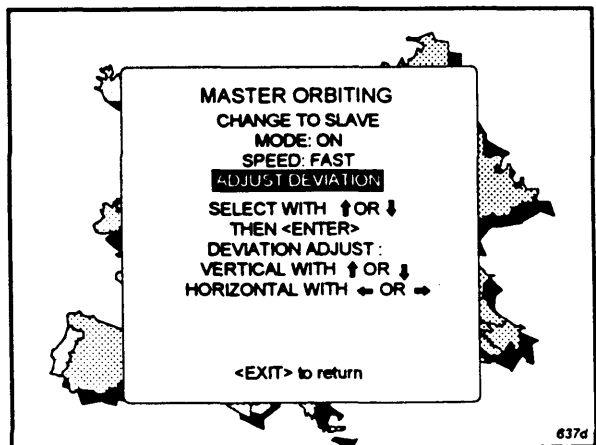 MASTER ORBITING
CHANGE TO SLAVE
MODE: ON
SPEED: FAST
ADJUST DEVIATION
SELECT WITH ↑ OR ↓
THEN <ENTER>
DEVIATION ADJUST :
VERTICAL WITH ↑ OR ↓
HORIZONTAL WITH ← OR →
<EXIT> to return
637d